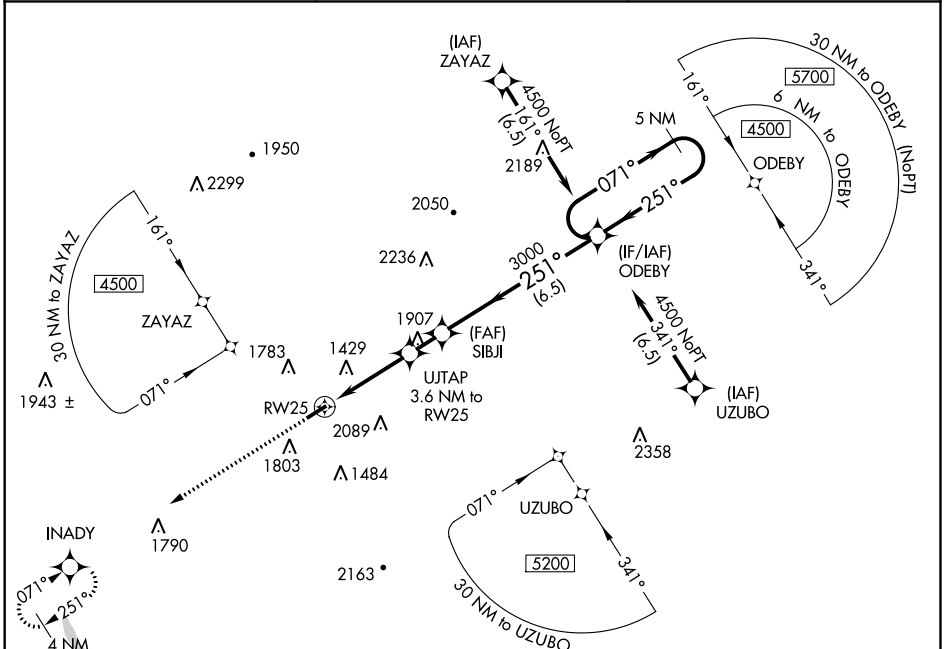 (IAF)
ZAYAZ
4500 NoPT
161°
(6.5)
2189
5 NM
071°
251°
30 NM to ODEBY (NoPT)
5700
161°
6 NM to ODEBY
4500
ODEBY
341°
1950
2299
2050
2236
3000
251°
(6.5)
(IF/IAF)
ODEBY
30 NM to ZAYAZ
161°
4500
ZAYAZ
071°
1943 ±
1783
1429
1907
(FAF)
SIBJI
UJTAP
3.6 NM to
RW25
4500 NoPT
341°
(6.5)
(IAF)
UZUBO
RW25
2089
1803
1484
2358
1790
INADY
071°
251°
4 NM
2163
071°
UZUBO
341°
5200
30 NM to UZUBO